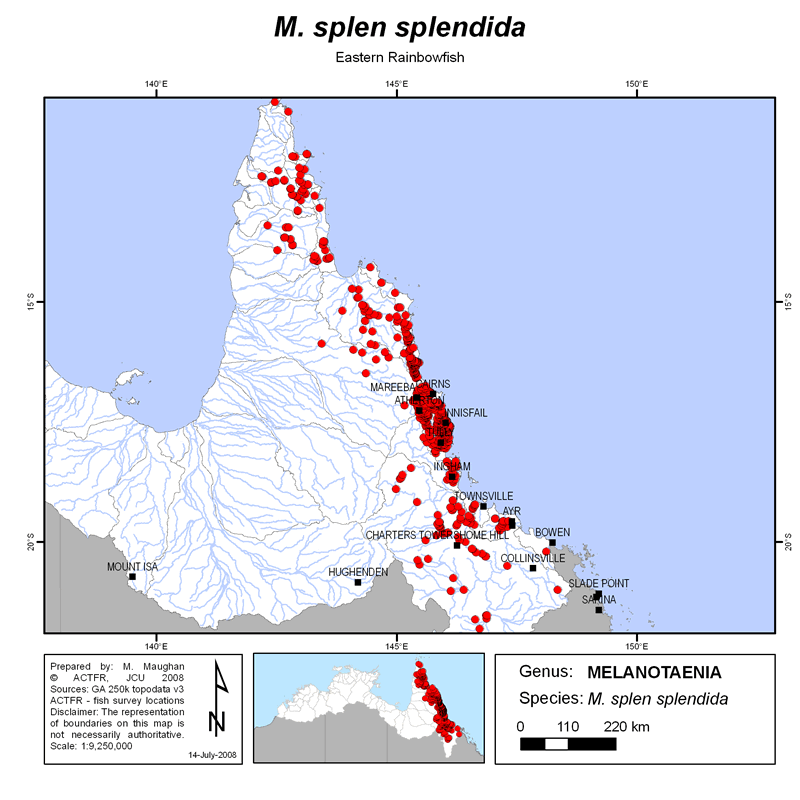 M. splen splendida
Eastern Rainbowfish
140°E 145°E 150°E
15°S 15°S
MAREEBA CAIRNS
ATHERTON
INNISFAIL
INGHAM
TOWNSVILLE
AYR
CHARTERS TOWERS HOME HILL BOWEN
COLLINSVILLE
20°S 20°S
MOUNT ISA
HUGHENDEN
SLADE POINT
SARINA
140°E 145°E 150°E
Prepared by: M. Maughan
© ACTFR, JCU 2008
Sources: GA 250k topodata v3
ACTFR - fish survey locations
Disclaimer: The representation
of boundaries on this map is
not necessarily authoritative.
Scale: 1:9,250,000
14-July-2008
N
Genus: MELANOTAENIA
Species: M. splen splendida
0 110 220 km